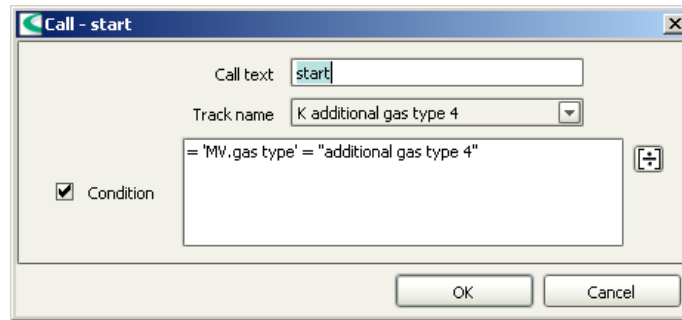 Call - start
Call text start
Track name K additional gas type 4
= 'MV.gas type' = "additional gas type 4"
Condition
OK Cancel